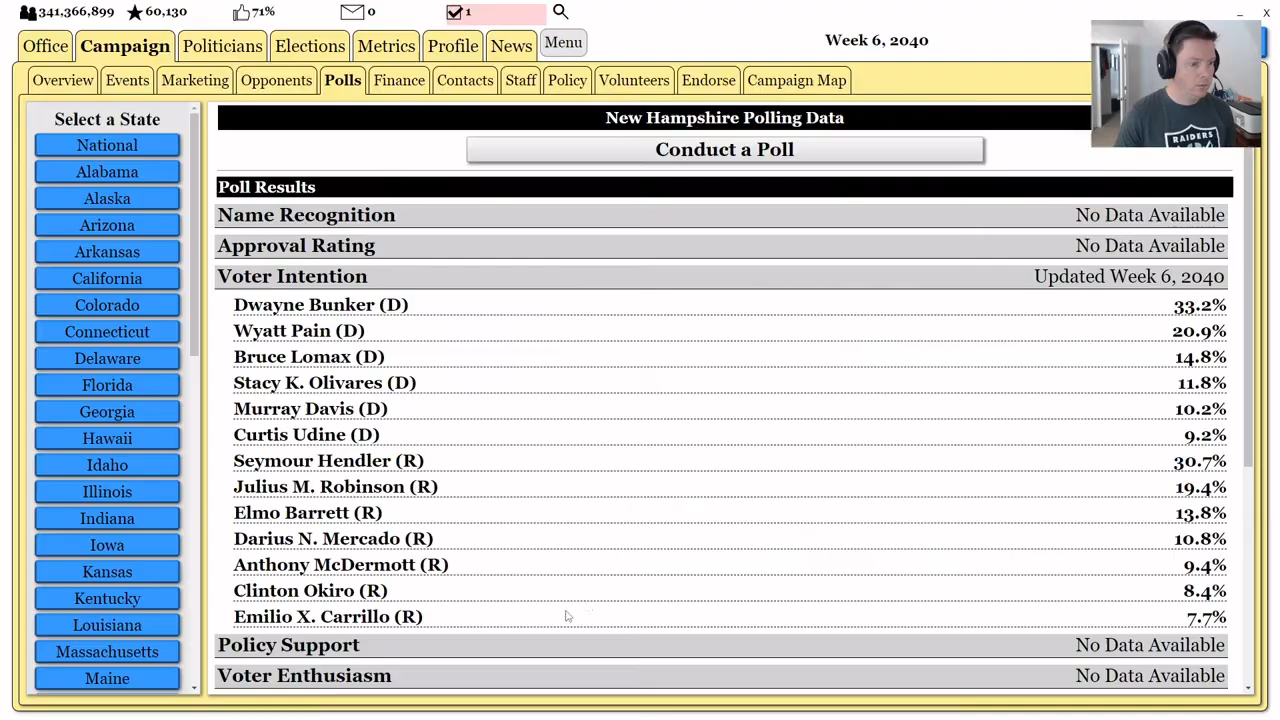 341,366,899 60,130 71% 0 1
_ X
Office Campaign Politicians Elections Metrics Profile News Menu
Week 6, 2040
Overview Events Marketing Opponents Polls Finance Contacts Staff Policy Volunteers Endorse Campaign Map
Select a State
National
Alabama
Alaska
Arizona
Arkansas
California
Colorado
Connecticut
Delaware
Florida
Georgia
Hawaii
Idaho
Illinois
Indiana
Iowa
Kansas
Kentucky
Louisiana
Massachusetts
Maine
New Hampshire Polling Data
Conduct a Poll
Poll Results
Name Recognition No Data Available
Approval Rating No Data Available
Voter Intention Updated Week 6, 2040
Dwayne Bunker (D) 33.2%
Wyatt Pain (D) 20.9%
Bruce Lomax (D) 14.8%
Stacy K. Olivares (D) 11.8%
Murray Davis (D) 10.2%
Curtis Udine (D) 9.2%
Seymour Hendler (R) 30.7%
Julius M. Robinson (R) 19.4%
Elmo Barrett (R) 13.8%
Darius N. Mercado (R) 10.8%
Anthony McDermott (R) 9.4%
Clinton Okiro (R) 8.4%
Emilio X. Carrillo (R) 7.7%
Policy Support No Data Available
Voter Enthusiasm No Data Available
RAIDERS